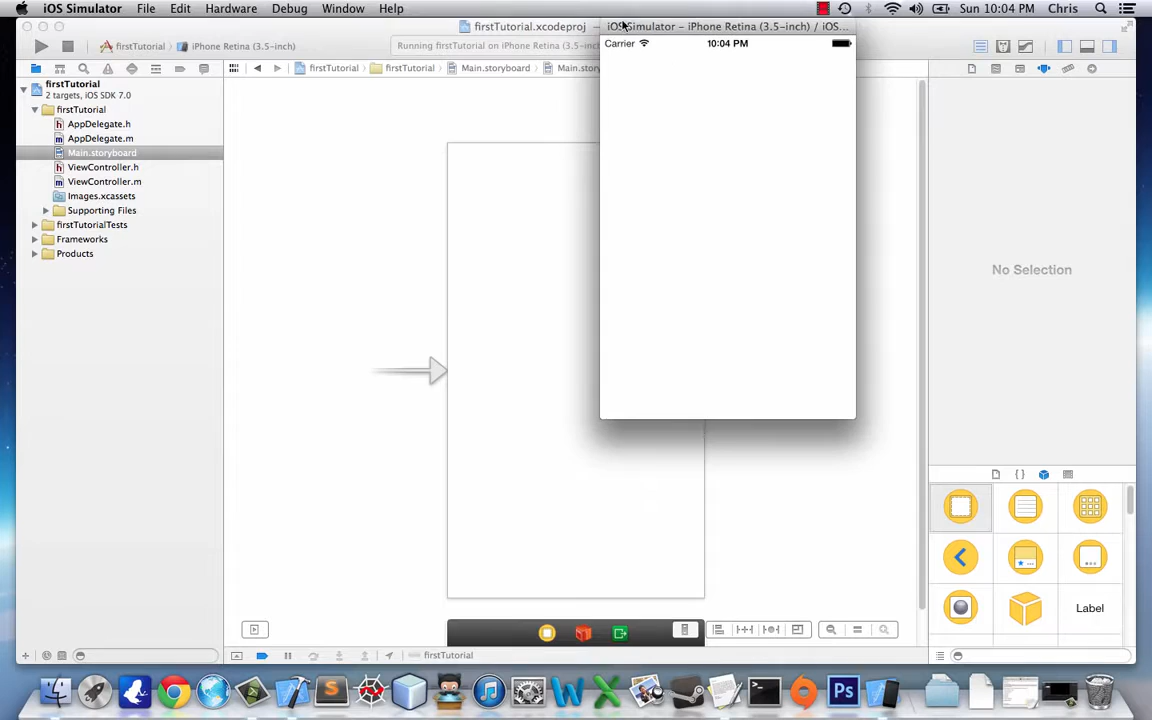 iOS Simulator File Edit Hardware Debug Window Help Sun 10:04 PM Chris
firstTutorial.xcodeproj —
iOS Simulator – iPhone Retina (3.5-inch) / iOS...
firstTutorial iPhone Retina (3.5-inch)
Running firstTutorial on iPhone Retina (3.5-inch)
Carrier 10:04 PM
firstTutorial firstTutorial Main.storyboard Main.sto
firstTutorial
2 targets, iOS SDK 7.0
firstTutorial
h AppDelegate.h
m AppDelegate.m
Main.storyboard
h ViewController.h
m ViewController.m
Images.xcassets
Supporting Files
firstTutorialTests
Frameworks
Products
No Selection
{ }
Label
firstTutorial
Ps